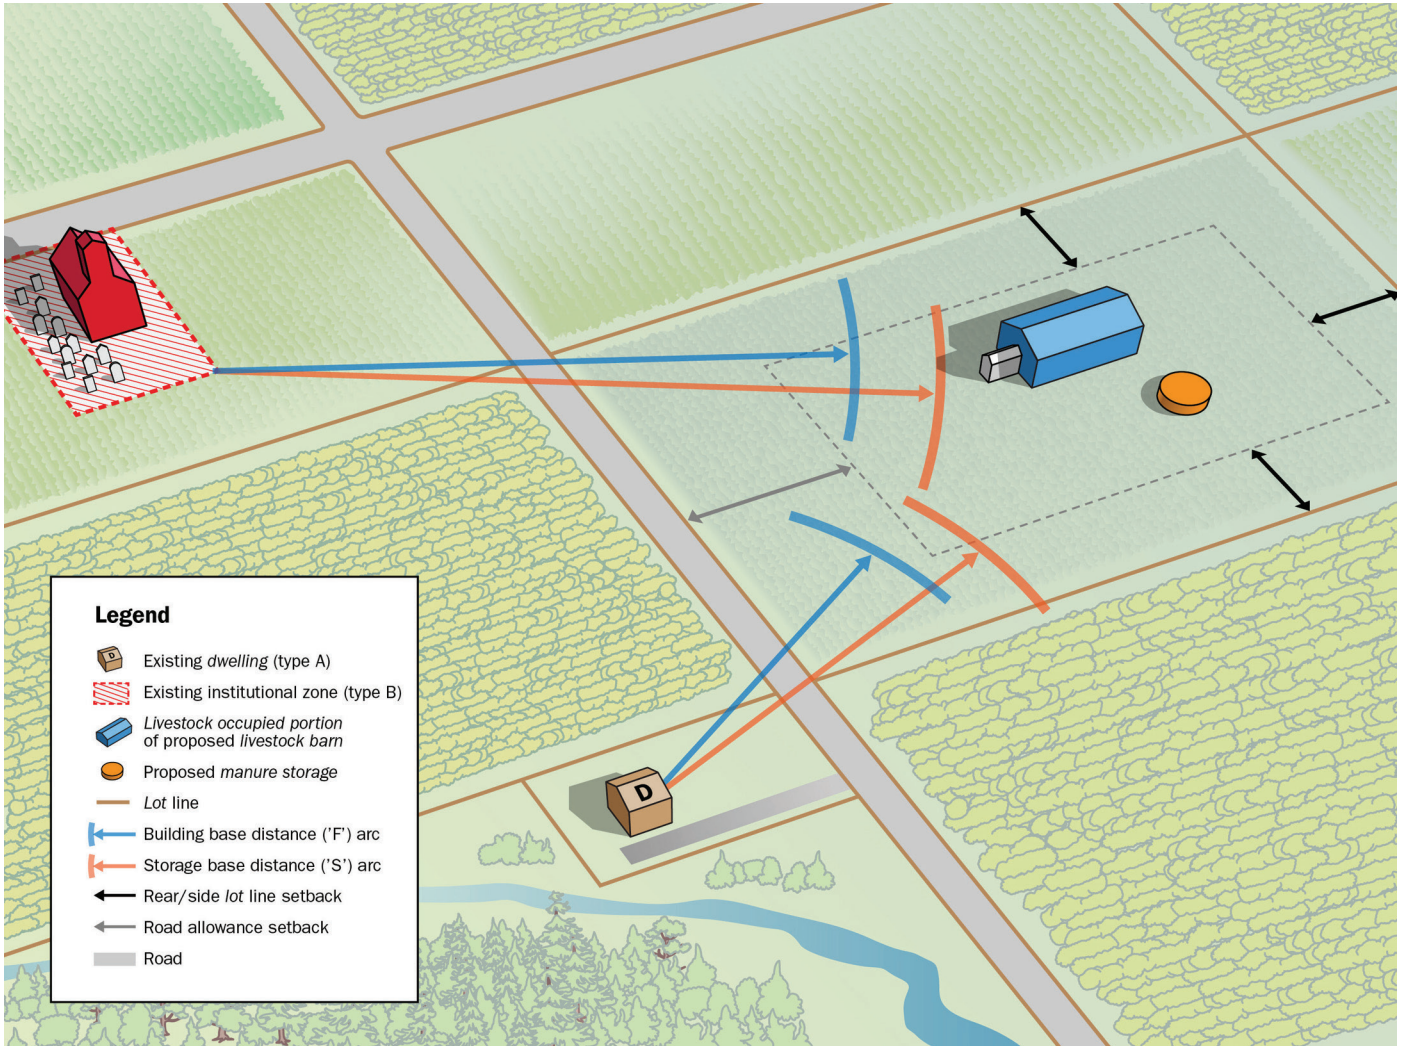 D
Legend
D
Existing dwelling (type A)
Existing institutional zone (type B)
Livestock occupied portion
of proposed livestock barn
Proposed manure storage
Lot line
Building base distance ('F') arc
Storage base distance ('S') arc
Rear/side lot line setback
Road allowance setback
Road